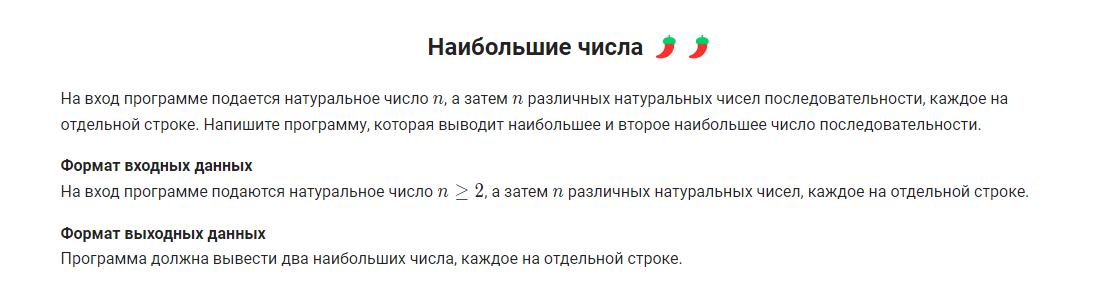 Наибольшие числа 🌶️🌶️
На вход программе подается натуральное число n, а затем n различных натуральных чисел последовательности, каждое на
отдельной строке. Напишите программу, которая выводит наибольшее и второе наибольшее число последовательности.
Формат входных данных
На вход программе подаются натуральное число n ≥ 2, а затем n различных натуральных чисел, каждое на отдельной строке.
Формат выходных данных
Программа должна вывести два наибольших числа, каждое на отдельной строке.